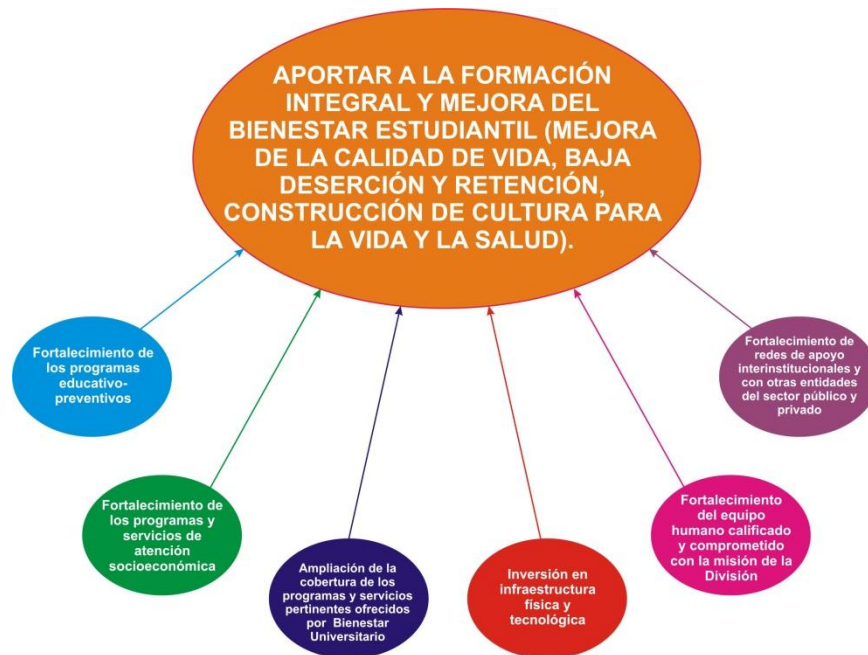 APORTAR A LA FORMACIÓN
INTEGRAL Y MEJORA DEL
BIENESTAR ESTUDIANTIL (MEJORA
DE LA CALIDAD DE VIDA, BAJA
DESERCIÓN Y RETENCIÓN,
CONSTRUCCIÓN DE CULTURA PARA
LA VIDA Y LA SALUD).
Fortalecimiento de
los programas
educativo-
preventivos
Fortalecimiento de
los programas y
servicios de
atención
socioeconómica
Ampliación de la
cobertura de los
programas y servicios
pertinentes ofrecidos
por Bienestar
Universitario
Inversión en
infraestructura
física y
tecnológica
Fortalecimiento
del equipo
humano calificado
y comprometido
con la misión de la
División
Fortalecimiento de
redes de apoyo
interinstitucionales y
con otras entidades
del sector público y
privado